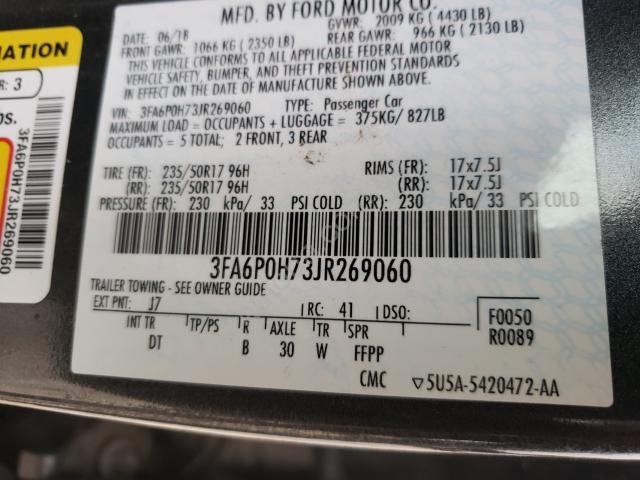 MFD. BY FORD MOTOR CO.
DATE: 06/18 GVWR: 2009 KG (4430 LB)
FRONT GAWR: 1066 KG (2350 LB) REAR GAWR: 966 KG (2130 LB)
THIS VEHICLE CONFORMS TO ALL APPLICABLE FEDERAL MOTOR
VEHICLE SAFETY, BUMPER, AND THEFT PREVENTION STANDARDS
IN EFFECT ON THE DATE OF MANUFACTURE SHOWN ABOVE.
VIN: 3FA6P0H73JR269060 TYPE: Passenger Car
MAXIMUM LOAD = OCCUPANTS + LUGGAGE = 375KG/ 827LB
OCCUPANTS = 5 TOTAL; 2 FRONT, 3 REAR
TIRE (FR): 235/50R17 96H RIMS (FR): 17x7.5J
(RR): 235/50R17 96H (RR): 17x7.5J
PRESSURE (FR): 230 kPa/ 33 PSI COLD (RR): 230 kPa/ 33 PSI COLD
3FA6P0H73JR269060
TRAILER TOWING - SEE OWNER GUIDE
EXT PNT: J7 RC: 41 DSO: F0050
INT TR TP/PS R AXLE TR SPR R0089
DT B 30 W FFPP
CMC ▽5U5A-5420472-AA
3
3FA6P0H73JR269060